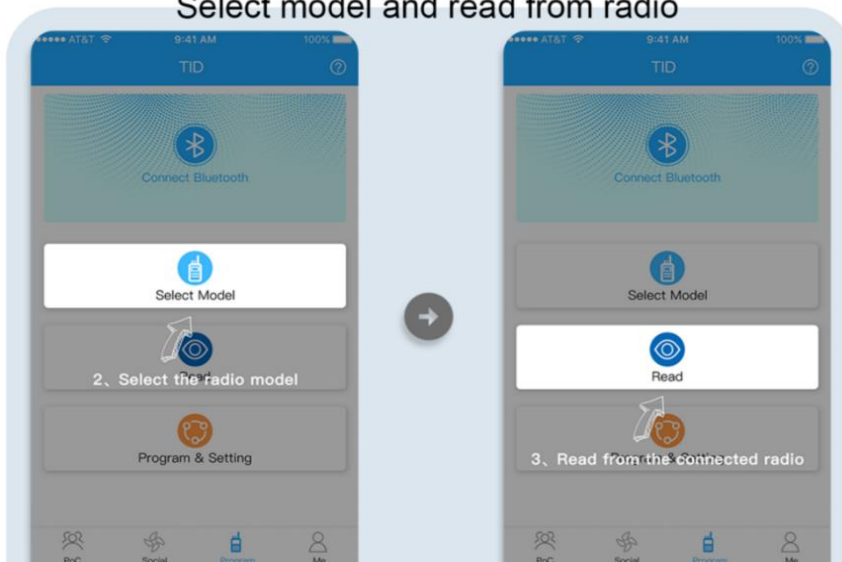 Select model and read from radio
AT&T 9:41 AM 100%
TID
Connect Bluetooth
Select Model
Read
2、Select the radio model
Program & Setting
PoC Social Program Me
AT&T 9:41 AM 100%
TID
Connect Bluetooth
Select Model
Read
Program & Setting
3、Read from the connected radio
PoC Social Program Me